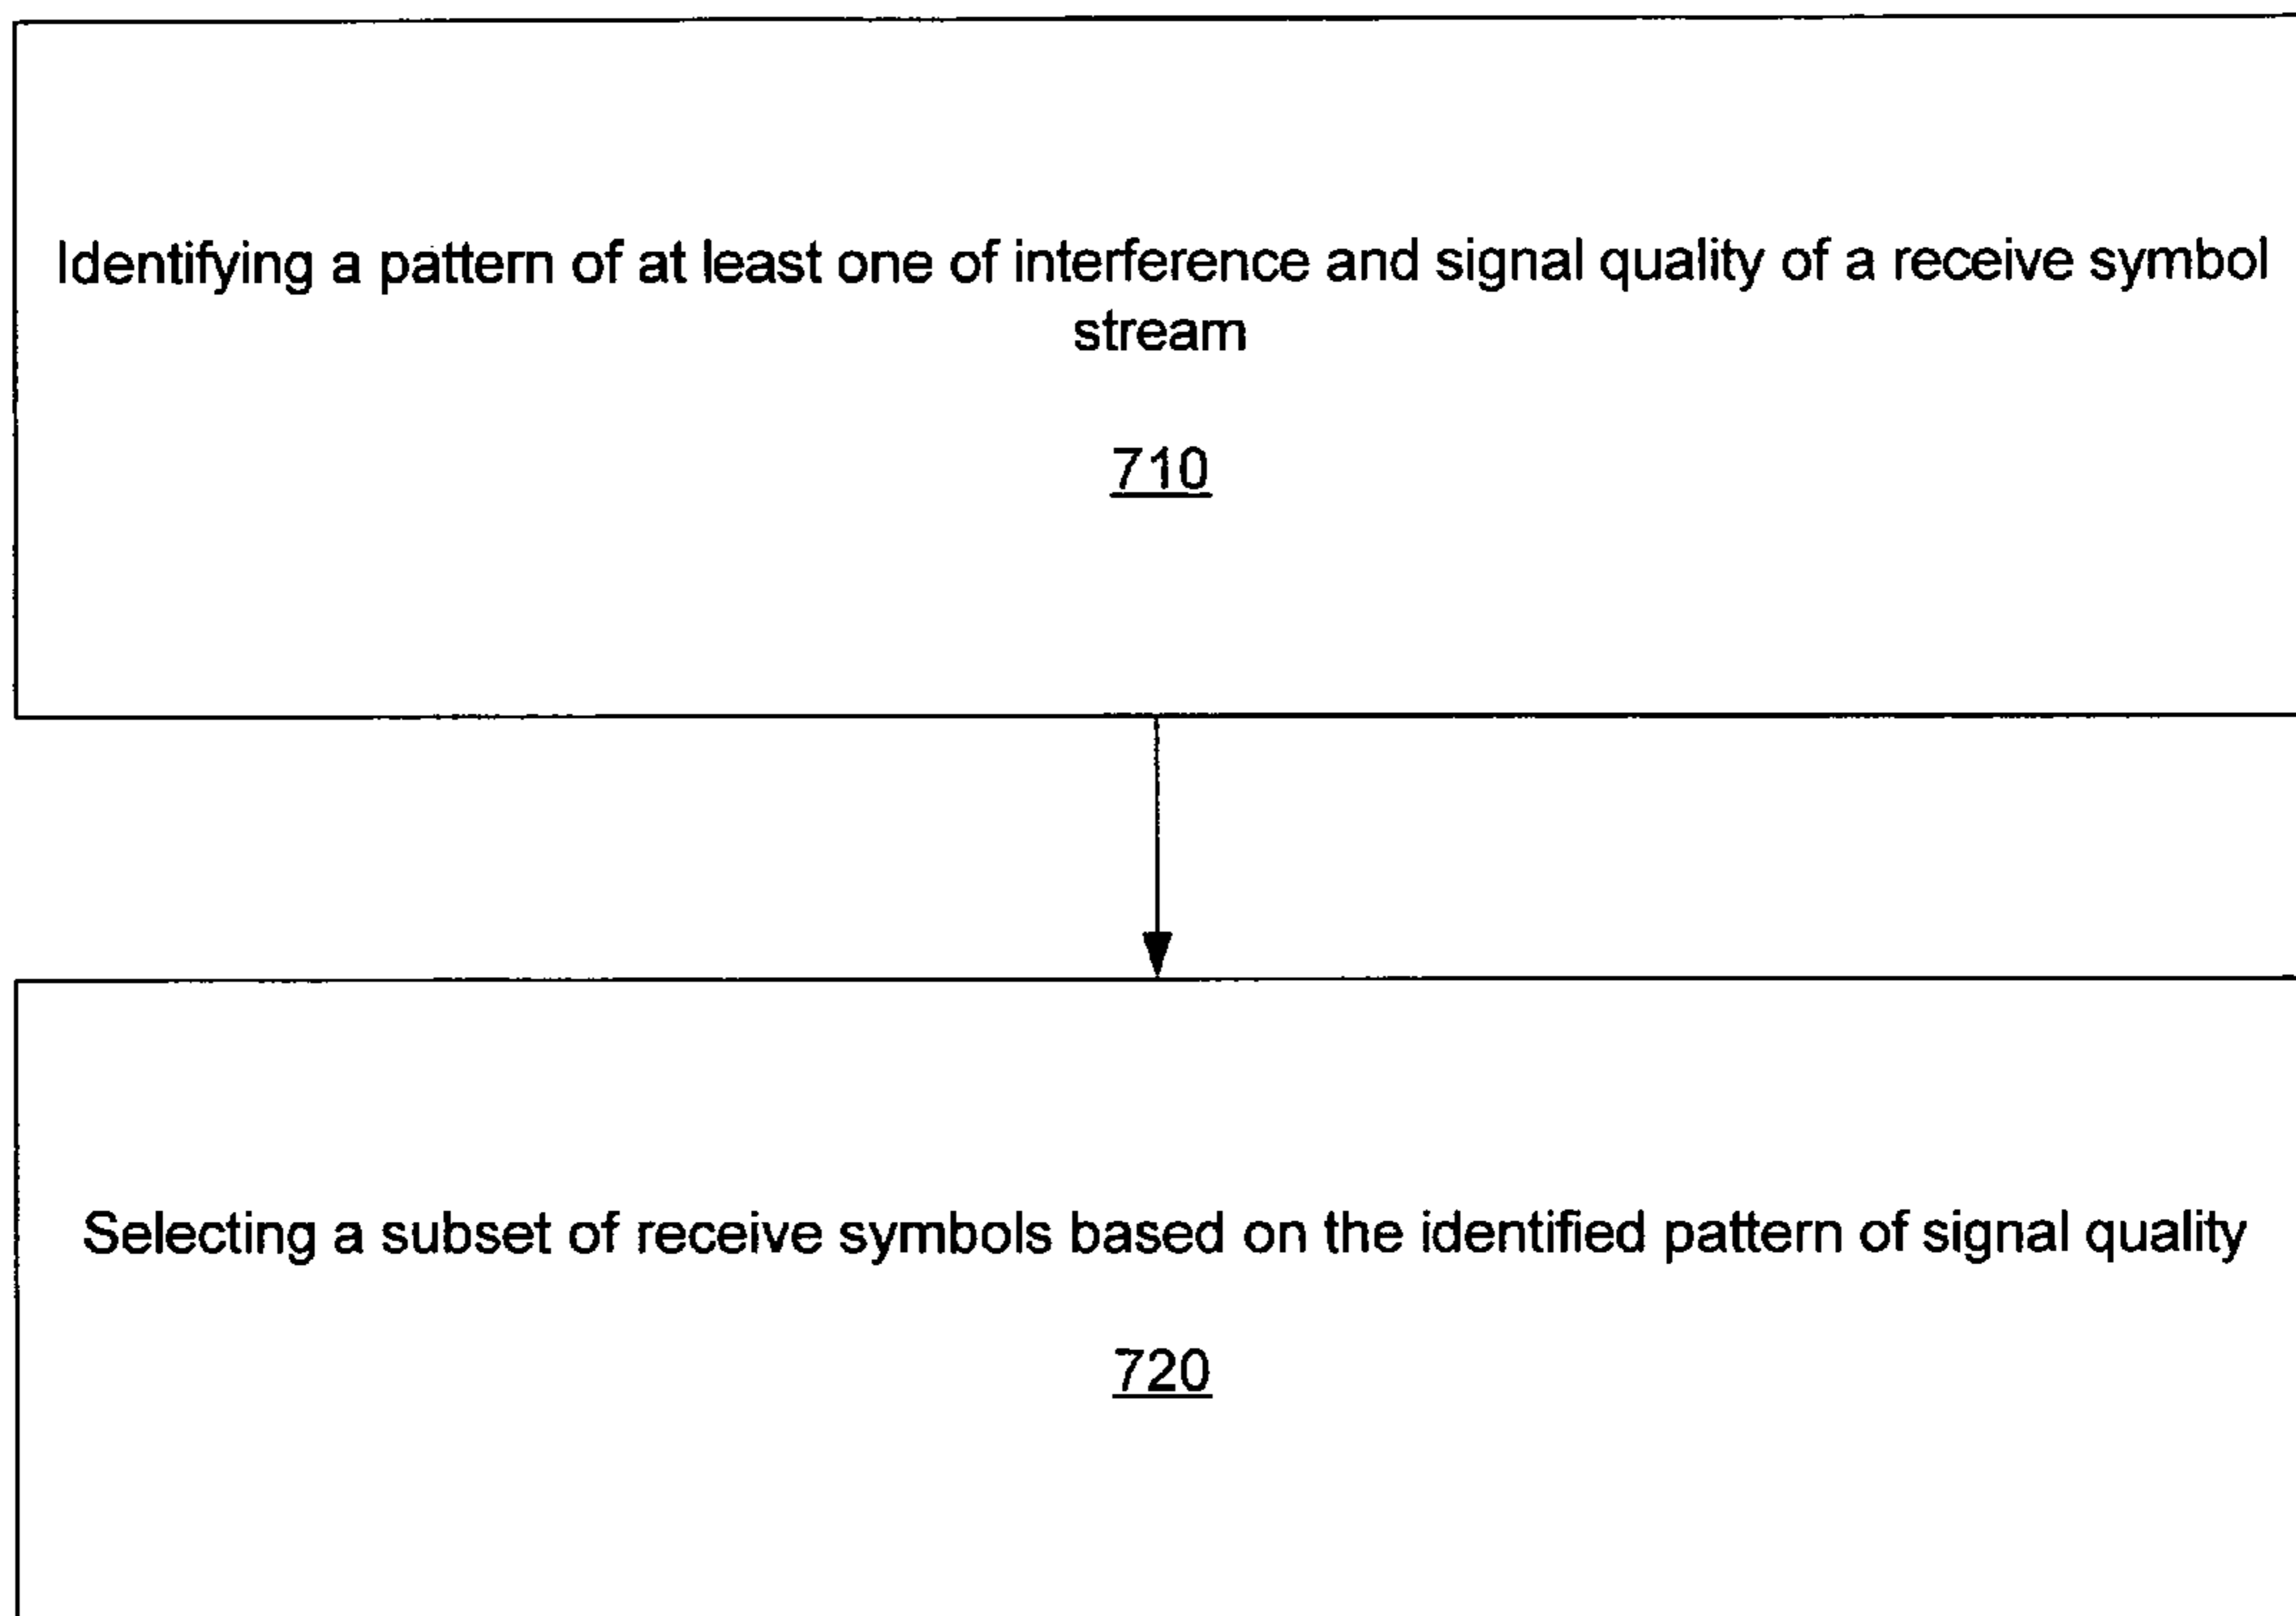 Identifying a pattern of at least one of interference and signal quality of a receive symbol
stream
710
Selecting a subset of receive symbols based on the identified pattern of signal quality
720